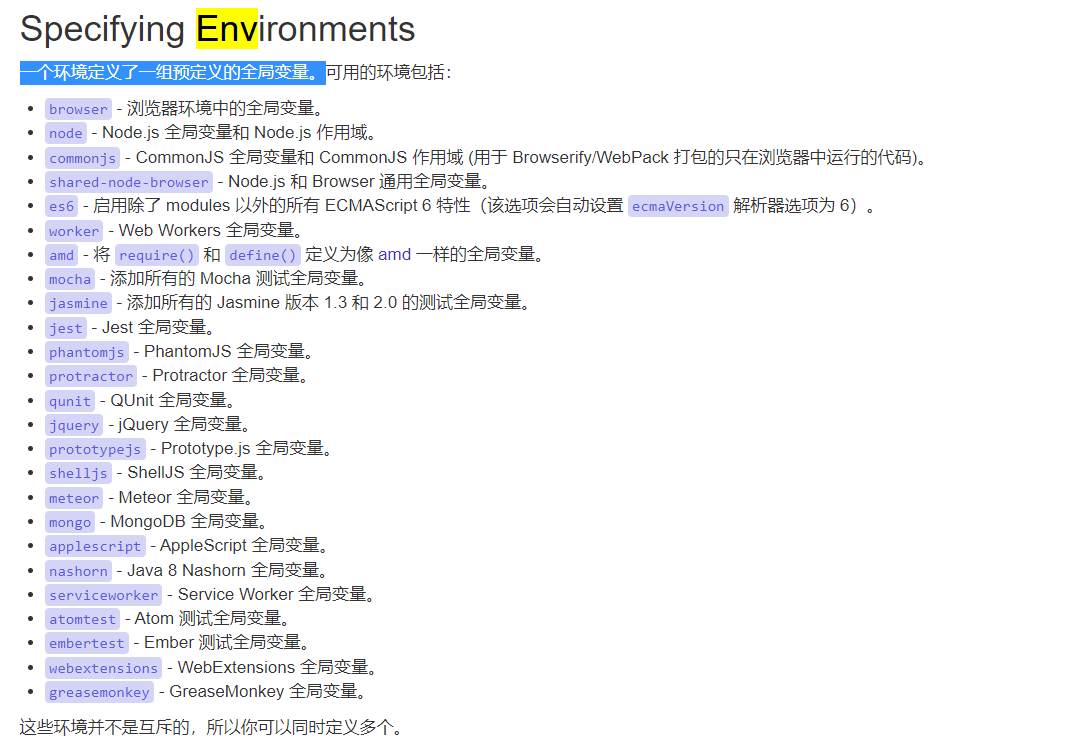 Specifying Environments
一个环境定义了一组预定义的全局变量。可用的环境包括：
browser - 浏览器环境中的全局变量。
node - Node.js 全局变量和 Node.js 作用域。
commonjs - CommonJS 全局变量和 CommonJS 作用域 (用于 Browserify/WebPack 打包的只在浏览器中运行的代码)。
shared-node-browser - Node.js 和 Browser 通用全局变量。
es6 - 启用除了 modules 以外的所有 ECMAScript 6 特性（该选项会自动设置 ecmaVersion 解析器选项为 6）。
worker - Web Workers 全局变量。
amd - 将 require() 和 define() 定义为像 amd 一样的全局变量。
mocha - 添加所有的 Mocha 测试全局变量。
jasmine - 添加所有的 Jasmine 版本 1.3 和 2.0 的测试全局变量。
jest - Jest 全局变量。
phantomjs - PhantomJS 全局变量。
protractor - Protractor 全局变量。
qunit - QUnit 全局变量。
jquery - jQuery 全局变量。
prototypejs - Prototype.js 全局变量。
shelljs - ShellJS 全局变量。
meteor - Meteor 全局变量。
mongo - MongoDB 全局变量。
applescript - AppleScript 全局变量。
nashorn - Java 8 Nashorn 全局变量。
serviceworker - Service Worker 全局变量。
atomtest - Atom 测试全局变量。
embertest - Ember 测试全局变量。
webextensions - WebExtensions 全局变量。
greasemonkey - GreaseMonkey 全局变量。
这些环境并不是互斥的，所以你可以同时定义多个。